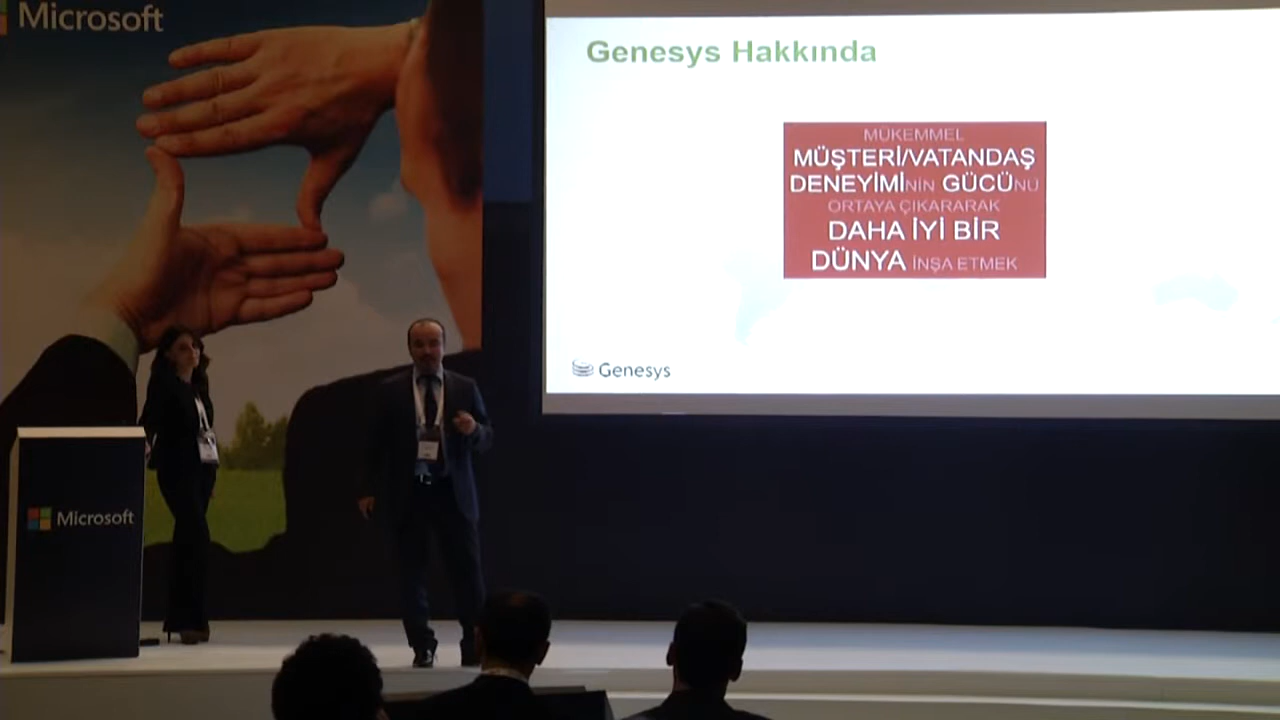 Microsoft
Genesys Hakkında
MÜKEMMEL
MÜŞTERİ/VATANDAŞ
DENEYİMİNİN GÜCÜNÜ
ORTAYA ÇIKARARAK
DAHA İYİ BİR
DÜNYA İNŞA ETMEK
Genesys
Microsoft